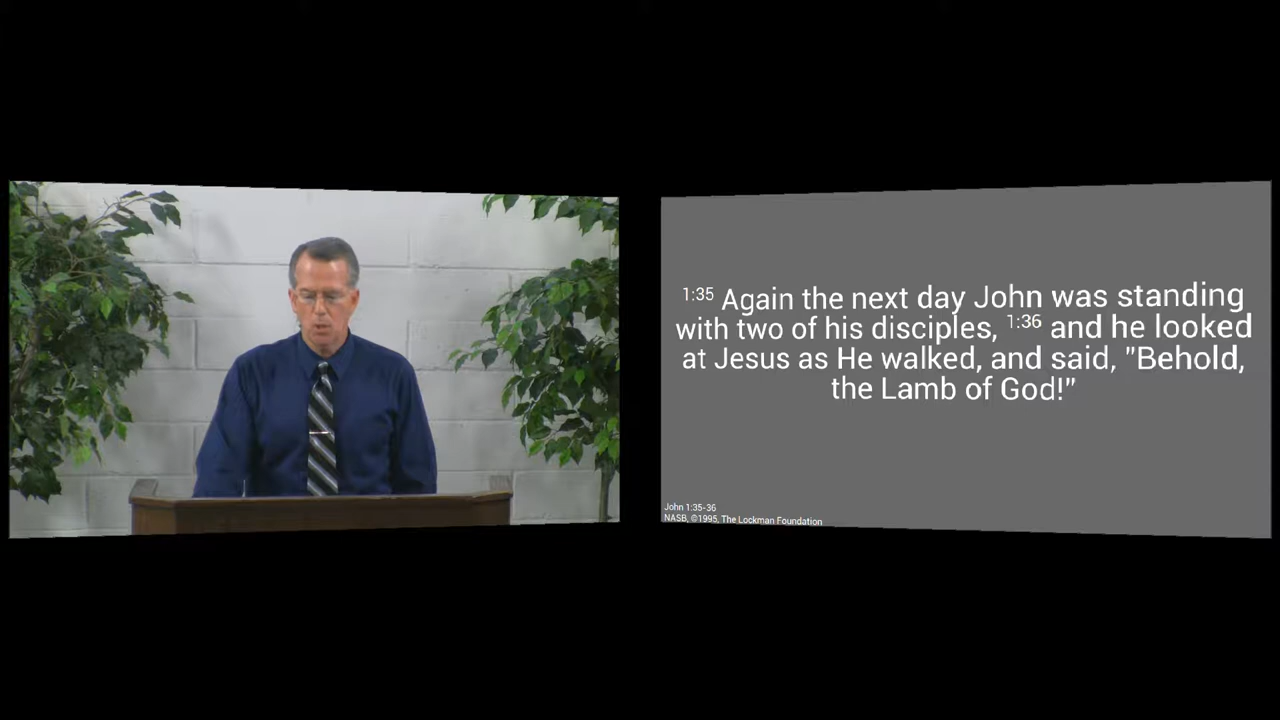 1:35 Again the next day John was standing
with two of his disciples, 1:36 and he looked
at Jesus as He walked, and said, "Behold,
the Lamb of God!"
John 1:35-36
NASB, ©1995, The Lockman Foundation